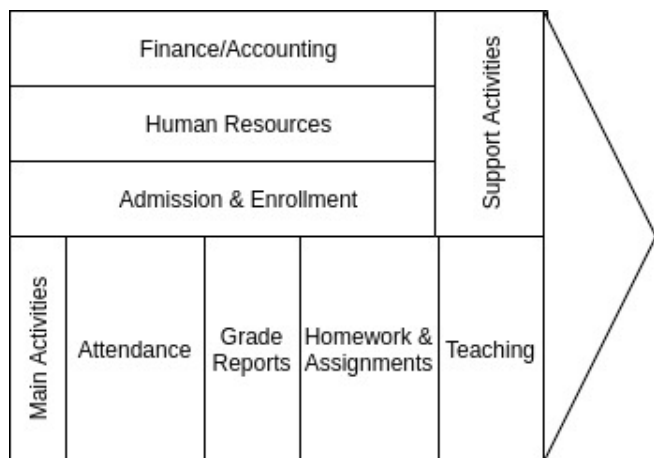 Finance/Accounting
Human Resources
Admission & Enrollment
Support Activities
Main Activities
Attendance
Grade
Reports
Homework &
Assignments
Teaching